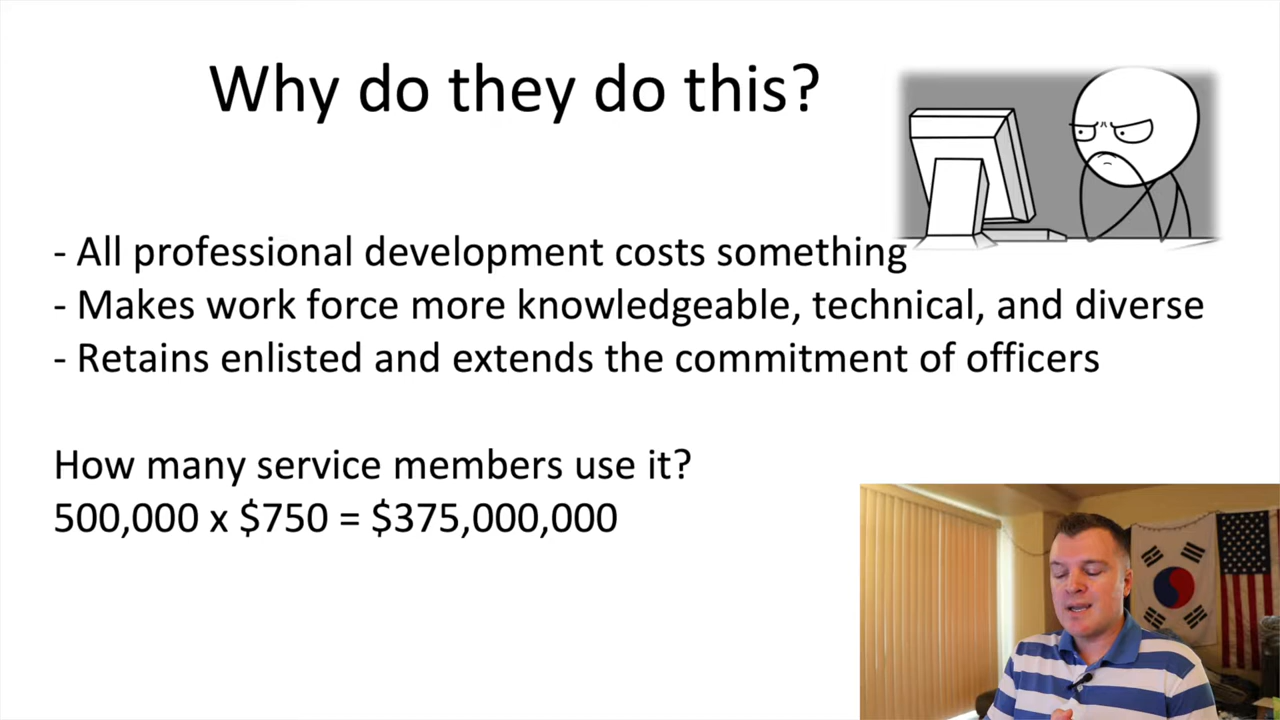 Why do they do this?
- All professional development costs something
- Makes work force more knowledgeable, technical, and diverse
- Retains enlisted and extends the commitment of officers
How many service members use it?
500,000 x $750 = $375,000,000